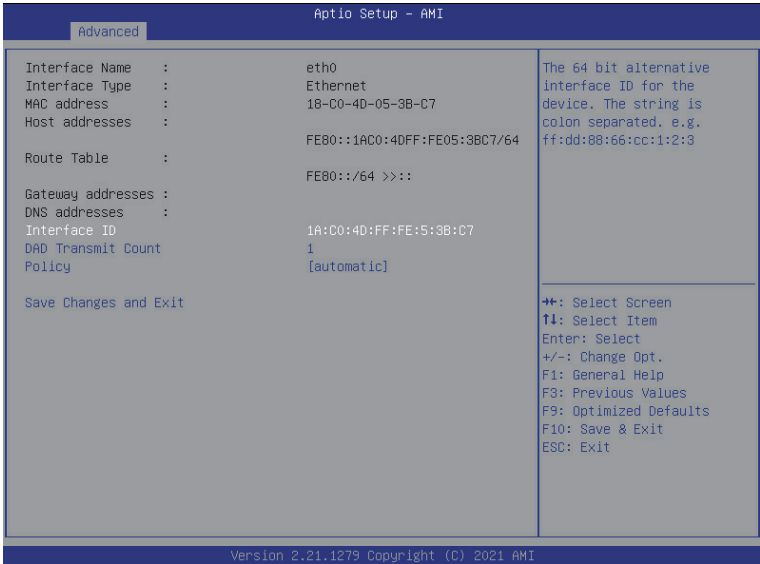 Aptio Setup – AMI
Advanced
Interface Name :
eth0
Interface Type :
Ethernet
MAC address :
18-C0-4D-05-3B-C7
Host addresses :
FE80::1AC0:4DFF:FE05:3BC7/64
Route Table :
FE80::/64 >>::
Gateway addresses :
DNS addresses :
Interface ID
1A:C0:4D:FF:FE:5:3B:C7
DAD Transmit Count
1
Policy
[automatic]
Save Changes and Exit
The 64 bit alternative
interface ID for the
device. The string is
colon separated. e.g.
ff:dd:88:66:cc:1:2:3
→←: Select Screen
↑↓: Select Item
Enter: Select
+/-: Change Opt.
F1: General Help
F3: Previous Values
F9: Optimized Defaults
F10: Save & Exit
ESC: Exit
Version 2.21.1279 Copyright (C) 2021 AMI